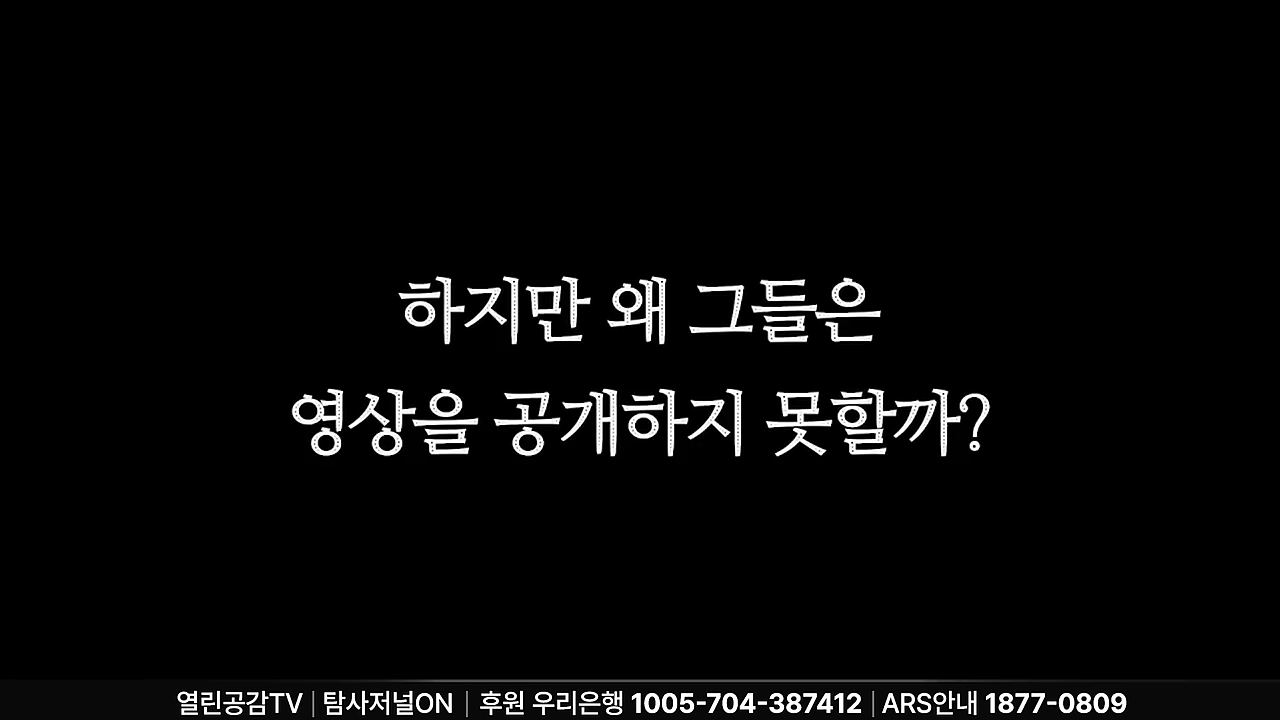 하지만 왜 그들은
영상을 공개하지 못할까?
열린공감TV | 탐사저널ON | 후원 우리은행 1005-704-387412 | ARS안내 1877-0809